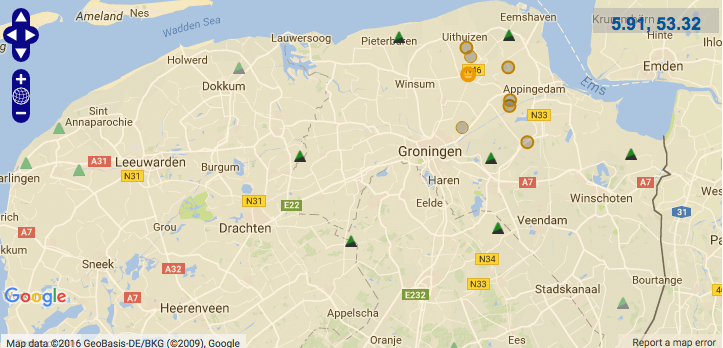 Ameland
Nes
Wadden Sea
Lauwersoog
Pieterburen
Uithuizen
Eemshaven
5.91, 53.32
Holwerd
Dokkum
Winsum
N46
Appingedam
Ems
Emden
Sint
Annaparochie
N33
A31
Leeuwarden
N31
Burgum
Groningen
Haren
A7
A7
Harlingen
N31
E22
Eelde
Winschoten
31
Grou
Drachten
Veendam
A7
Sneek
A32
N34
N33
Bourtange
Google
A7
E232
Stadskanaal
Heerenveen
Appelscha
Oranje
Ter
Map data ©2016 GeoBasis-DE/BKG (©2009), Google
Report a map error